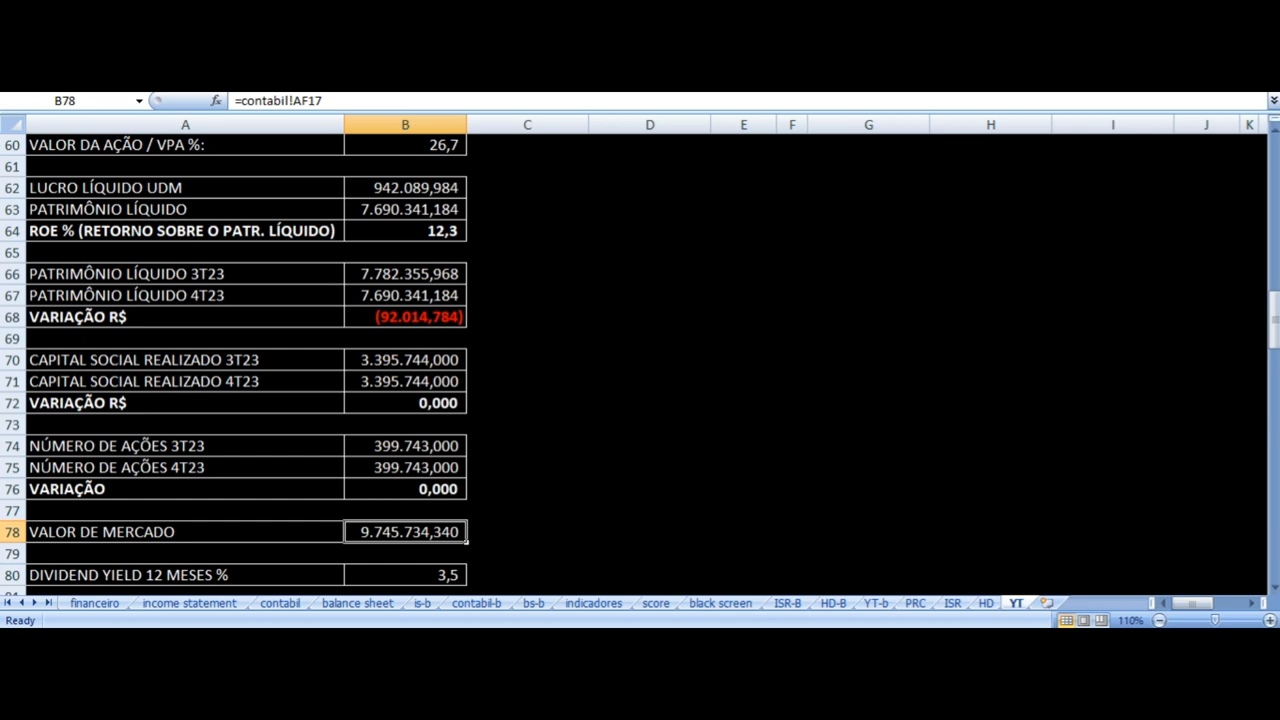 B78 fx =contabil!AF17
A B C D E F G H I J K
60 VALOR DA AÇÃO / VPA %: 26,7
61
62 LUCRO LÍQUIDO UDM 942.089,984
63 PATRIMÔNIO LÍQUIDO 7.690.341,184
64 ROE % (RETORNO SOBRE O PATR. LÍQUIDO) 12,3
65
66 PATRIMÔNIO LÍQUIDO 3T23 7.782.355,968
67 PATRIMÔNIO LÍQUIDO 4T23 7.690.341,184
68 VARIAÇÃO R$ (92.014,784)
69
70 CAPITAL SOCIAL REALIZADO 3T23 3.395.744,000
71 CAPITAL SOCIAL REALIZADO 4T23 3.395.744,000
72 VARIAÇÃO R$ 0,000
73
74 NÚMERO DE AÇÕES 3T23 399.743,000
75 NÚMERO DE AÇÕES 4T23 399.743,000
76 VARIAÇÃO 0,000
77
78 VALOR DE MERCADO 9.745.734,340
79
80 DIVIDEND YIELD 12 MESES % 3,5
financeiro income statement contabil balance sheet is-b contabil-b bs-b indicadores score black screen ISR-B HD-B YT-b PRC ISR HD YT
Ready 110%